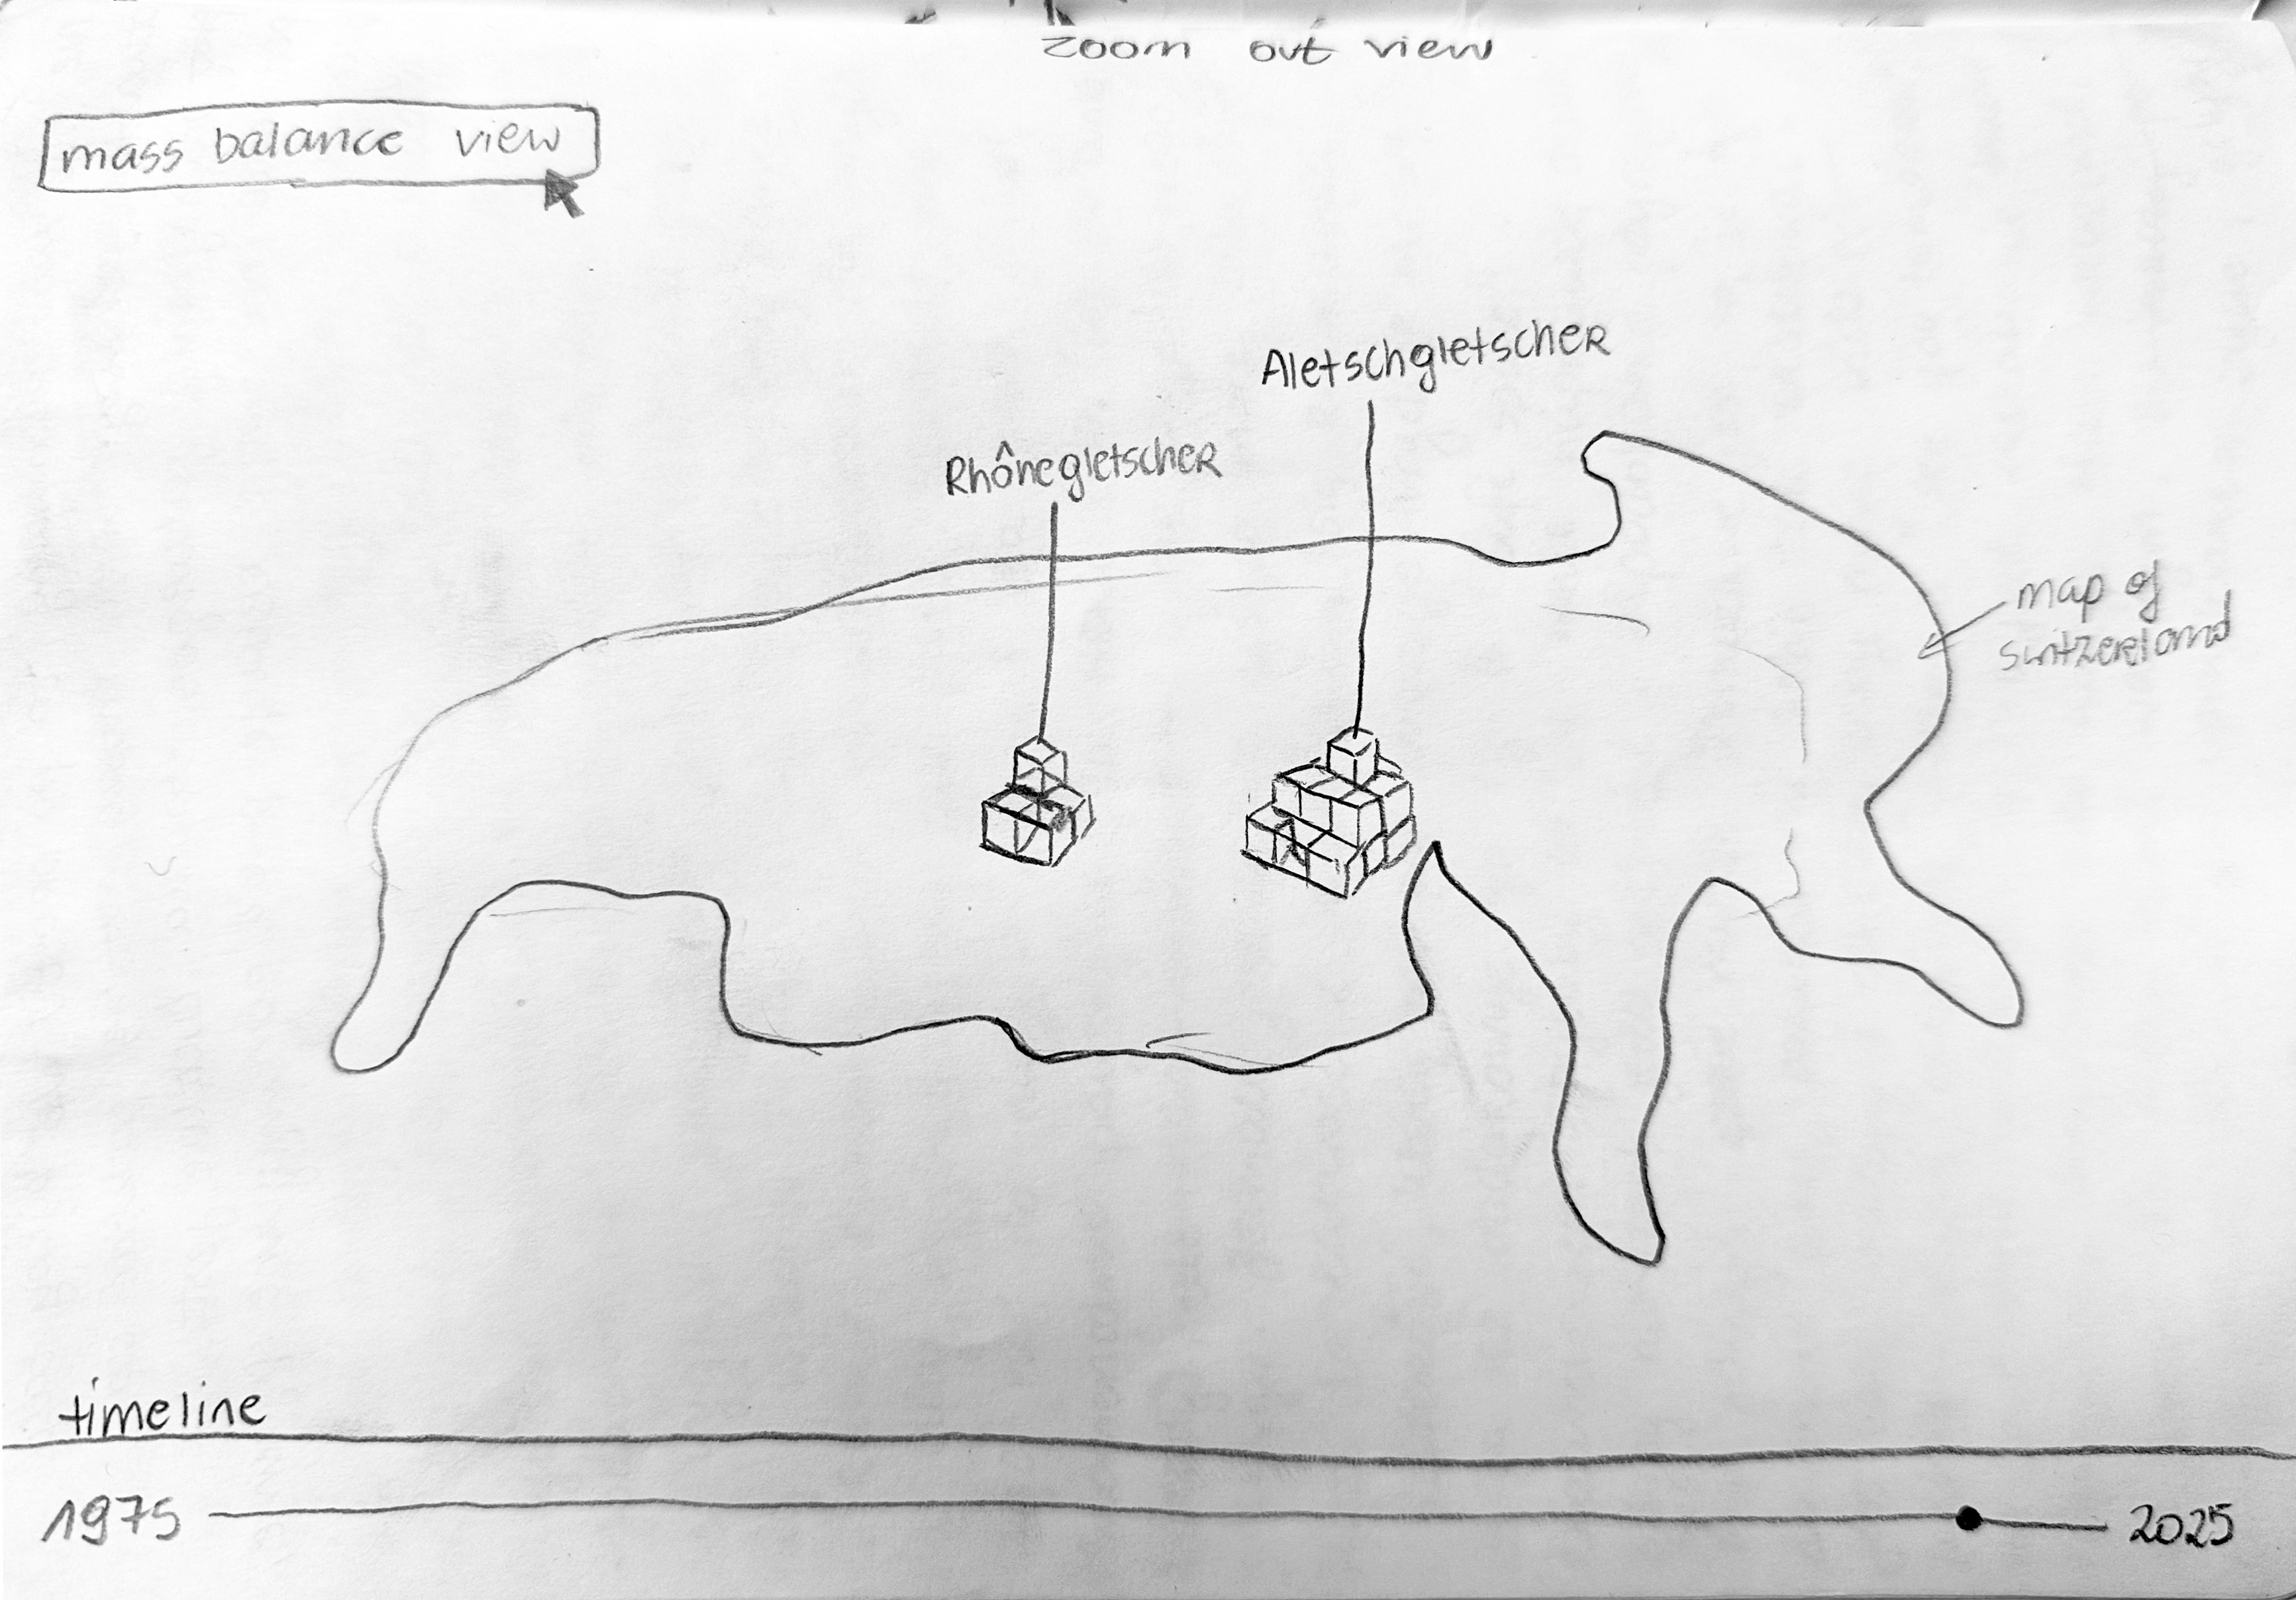 zoom out view
mass balance view
Aletschgletscher
Rhônegletscher
map of
switzerland
timeline
1975
2025